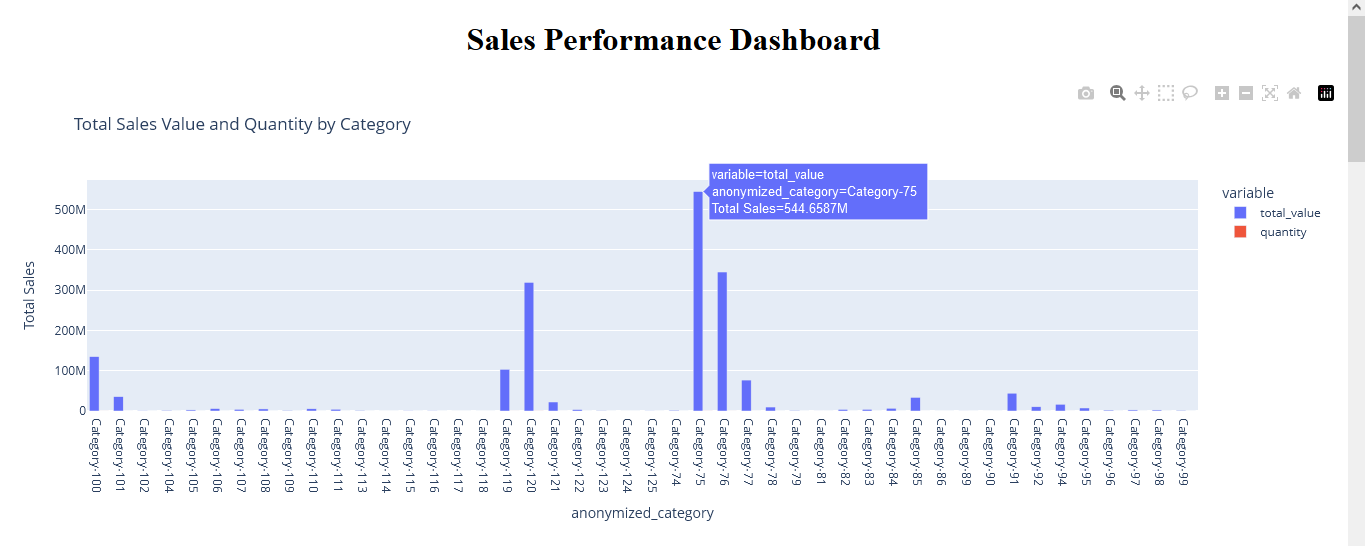 Sales Performance Dashboard
Total Sales Value and Quantity by Category
variable=total_value
anonymized_category=Category-75
Total Sales=544.6587M
variable
total_value
quantity
Total Sales
500M
400M
300M
200M
100M
0
Category-100
Category-101
Category-102
Category-104
Category-105
Category-106
Category-107
Category-108
Category-109
Category-110
Category-111
Category-113
Category-114
Category-115
Category-116
Category-117
Category-118
Category-119
Category-120
Category-121
Category-122
Category-123
Category-124
Category-125
Category-74
Category-75
Category-76
Category-77
Category-78
Category-79
Category-81
Category-82
Category-83
Category-84
Category-85
Category-86
Category-89
Category-90
Category-91
Category-92
Category-94
Category-95
Category-96
Category-97
Category-98
Category-99
anonymized_category